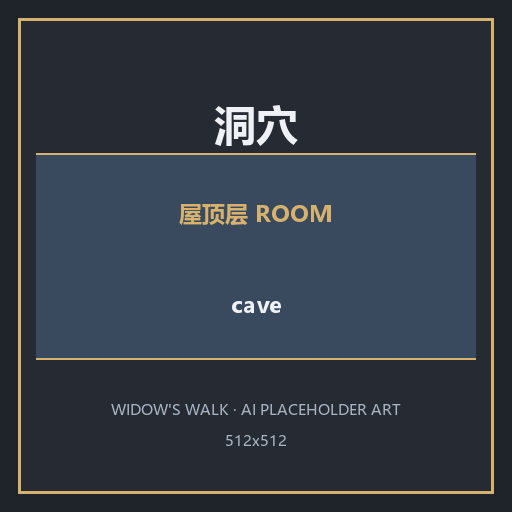 洞穴
屋顶层 ROOM
cave
WIDOW'S WALK · AI PLACEHOLDER ART
512x512